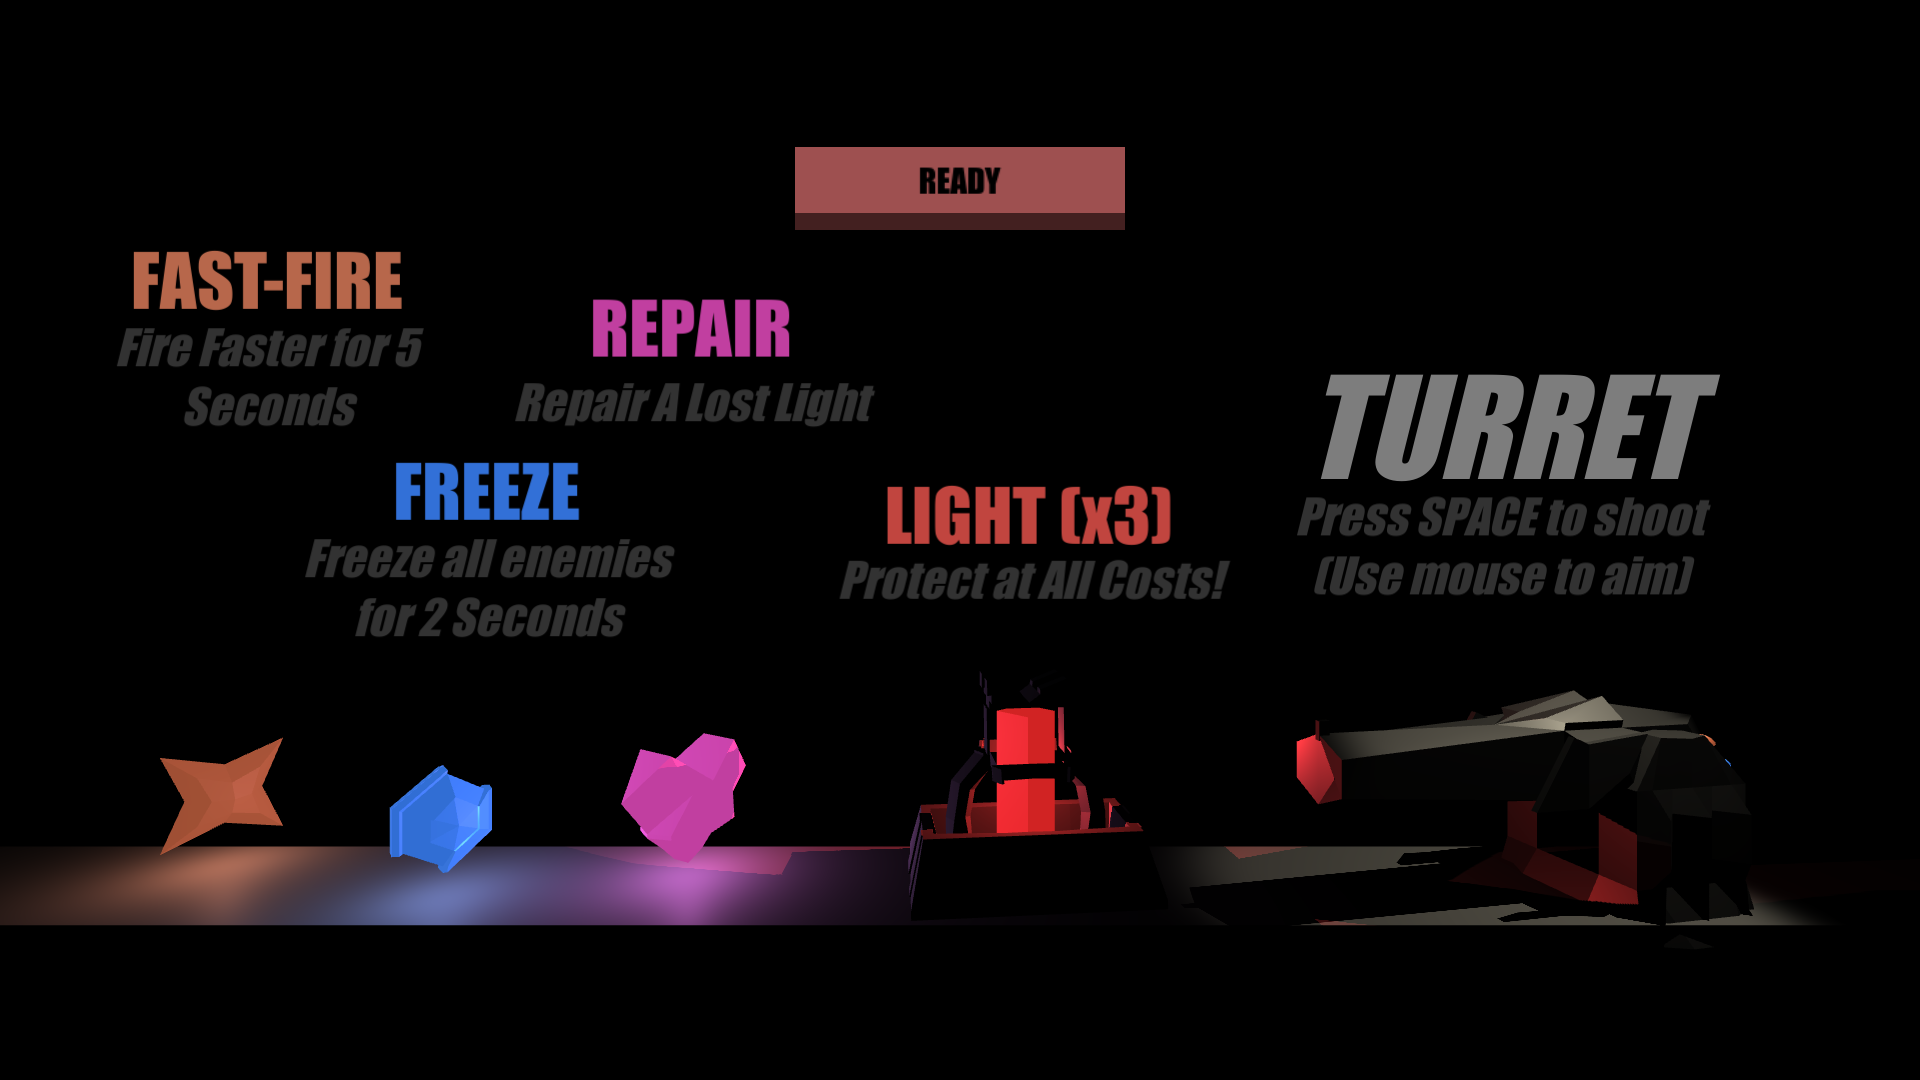 READY
FAST-FIRE
Fire Faster for 5
Seconds
REPAIR
Repair A Lost Light
FREEZE
Freeze all enemies
for 2 Seconds
LIGHT (x3)
Protect at All Costs!
TURRET
Press SPACE to shoot
(Use mouse to aim)